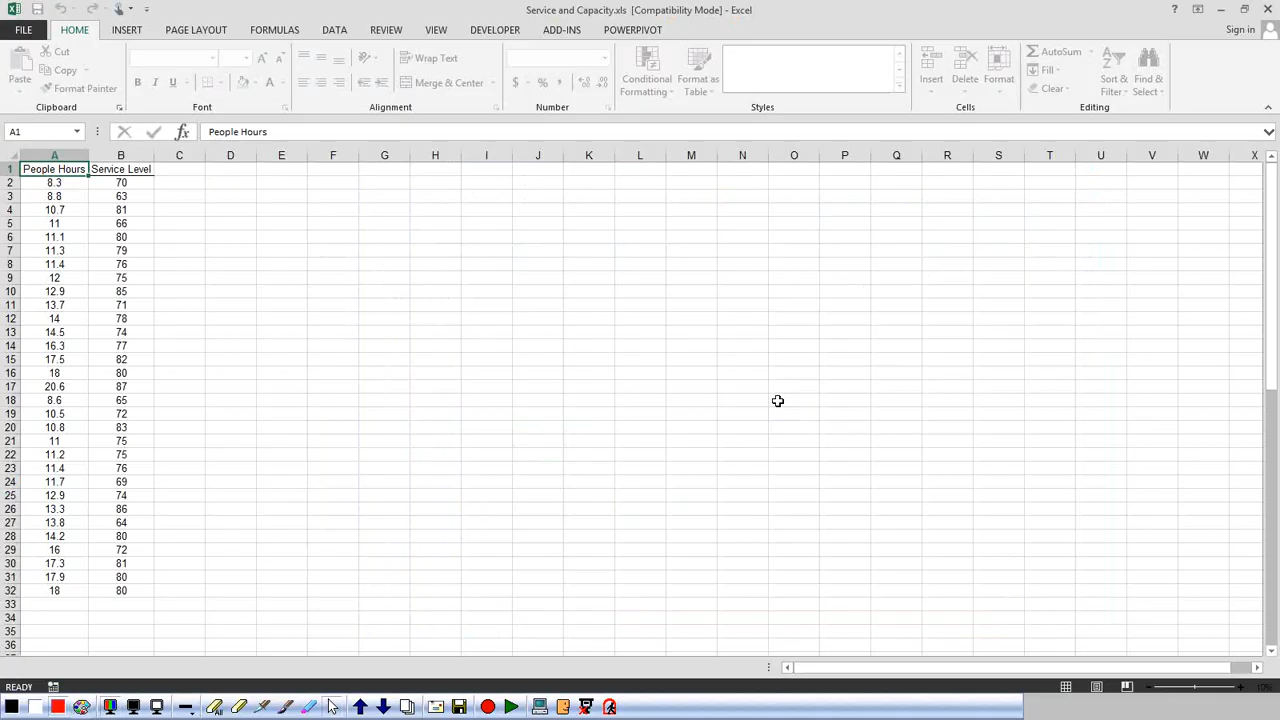 Service and Capacity.xls [Compatibility Mode] - Excel
FILE HOME INSERT PAGE LAYOUT FORMULAS DATA REVIEW VIEW DEVELOPER ADD-INS POWERPIVOT Sign in
Paste
Cut
Copy
Format Painter
Clipboard
B I U
Font
Wrap Text
Merge & Center
Alignment
$ % ,
Number
Conditional Formatting
Format as Table
Styles
Insert
Delete
Format
Cells
AutoSum
Fill
Clear
Sort & Filter
Find & Select
Editing
A1 fx People Hours
A B C D E F G H I J K L M N O P Q R S T U V W X
1 People Hours Service Level
2 8.3 70
3 8.8 63
4 10.7 81
5 11 66
6 11.1 80
7 11.3 79
8 11.4 76
9 12 75
10 12.9 85
11 13.7 71
12 14 78
13 14.5 74
14 16.3 77
15 17.5 82
16 18 80
17 20.6 87
18 8.6 65
19 10.5 72
20 10.8 83
21 11 75
22 11.2 75
23 11.4 76
24 11.7 69
25 12.9 74
26 13.3 86
27 13.8 64
28 14.2 80
29 16 72
30 17.3 81
31 17.9 80
32 18 80
33
34
35
36
READY